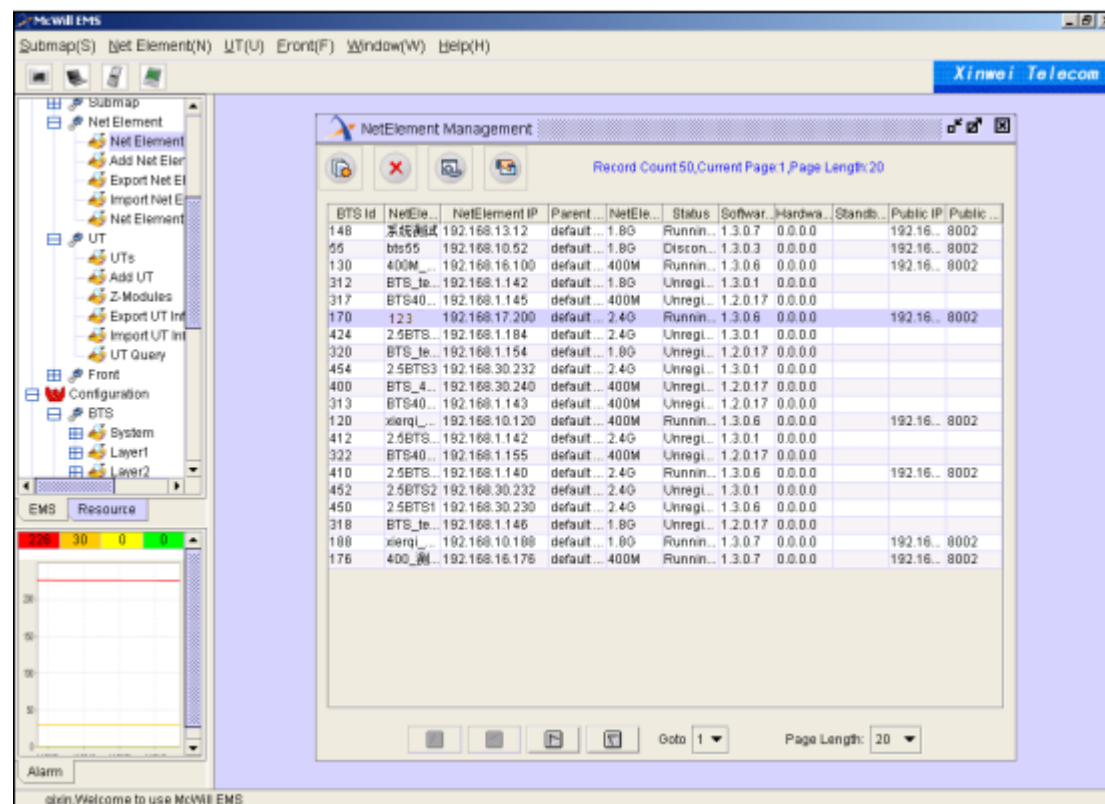 McWill EMS
Submap(S) Net Element(N) UT(U) Eront(F) Window(W) Help(H)
Xinwei Telecom
Submap
Net Element
Net Element
Add Net Eler
Export Net El
Import Net E
Net Element
UT
UTs
Add UT
Z-Modules
Export UT Inf
Import UT Int
UT Query
Front
Configuration
BTS
System
Layer1
Layer2
EMS Resource
226 30 0 0
50
0
Alarm
NetElement Management
Record Count:50,Current Page:1,Page Length:20
BTS Id NetEle... NetElement IP Parent... NetEle... Status Softwar... Hardwa... Standb... Public IP Public ...
148 系统测试 192.168.13.12 default... 1.8G Runnin... 1.3.0.7 0.0.0.0 192.16... 8002
55 bts55 192.168.10.52 default... 1.8G Discon... 1.3.0.3 0.0.0.0 192.16... 8002
130 400M_... 192.168.16.100 default... 400M Runnin... 1.3.0.6 0.0.0.0 192.16... 8002
312 BTS_te... 192.168.1.142 default... 1.8G Unregi... 1.3.0.1 0.0.0.0
317 BTS40... 192.168.1.145 default... 400M Unregi... 1.2.0.17 0.0.0.0
170 123 192.168.17.200 default... 2.4G Runnin... 1.3.0.6 0.0.0.0 192.16... 8002
424 2.5BTS... 192.168.1.184 default... 2.4G Unregi... 1.3.0.1 0.0.0.0
320 BTS_te... 192.168.1.154 default... 1.8G Unregi... 1.2.0.17 0.0.0.0
454 2.5BTS3 192.168.30.232 default... 2.4G Unregi... 1.3.0.1 0.0.0.0
400 BTS_4... 192.168.30.240 default... 400M Unregi... 1.2.0.17 0.0.0.0
313 BTS40... 192.168.1.143 default... 400M Unregi... 1.2.0.17 0.0.0.0
120 xierqi_... 192.168.10.120 default... 400M Runnin... 1.3.0.6 0.0.0.0 192.16... 8002
412 2.5BTS... 192.168.1.142 default... 2.4G Unregi... 1.3.0.1 0.0.0.0
322 BTS40... 192.168.1.155 default... 400M Unregi... 1.2.0.17 0.0.0.0
410 2.5BTS... 192.168.1.140 default... 2.4G Runnin... 1.3.0.6 0.0.0.0 192.16... 8002
452 2.5BTS2 192.168.30.232 default... 2.4G Unregi... 1.3.0.1 0.0.0.0
450 2.5BTS1 192.168.30.230 default... 2.4G Unregi... 1.3.0.6 0.0.0.0
318 BTS_te... 192.168.1.146 default... 1.8G Unregi... 1.2.0.17 0.0.0.0
188 xierqi_... 192.168.10.188 default... 1.8G Runnin... 1.3.0.7 0.0.0.0 192.16... 8002
176 400_测... 192.168.16.176 default... 400M Runnin... 1.3.0.7 0.0.0.0 192.16... 8002
Goto 1 Page Length: 20
qixin,Welcome to use McWill EMS